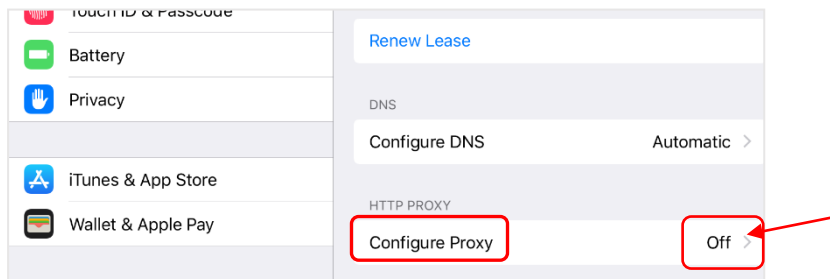 Touch ID & Passcode
Battery
Privacy
iTunes & App Store
Wallet & Apple Pay
Renew Lease
DNS
Configure DNS Automatic
HTTP PROXY
Configure Proxy Off